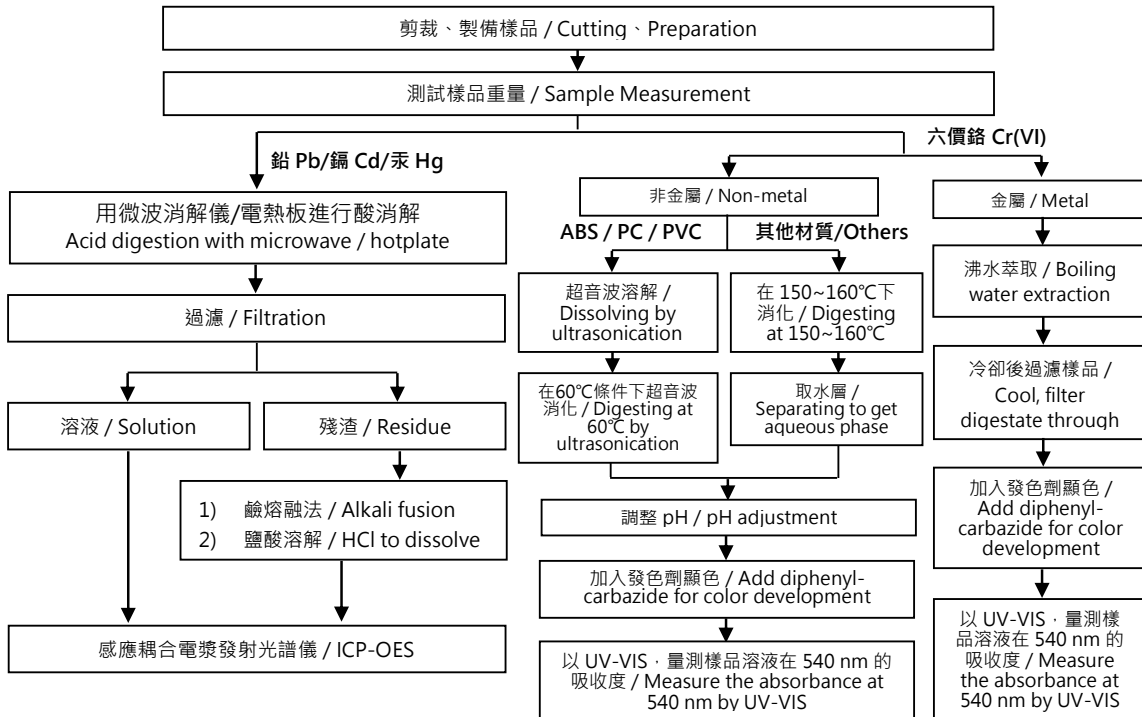 剪裁、製備樣品 / Cutting、Preparation
測試樣品重量 / Sample Measurement
鉛 Pb/鎘 Cd/汞 Hg
六價鉻 Cr(VI)
用微波消解儀/電熱板進行酸消解
Acid digestion with microwave / hotplate
過濾 / Filtration
溶液 / Solution
殘渣 / Residue
1) 鹼熔融法 / Alkali fusion
2) 鹽酸溶解 / HCl to dissolve
感應耦合電漿發射光譜儀 / ICP-OES
非金屬 / Non-metal
ABS / PC / PVC
其他材質/Others
超音波溶解 /
Dissolving by
ultrasonication
在60℃條件下超音波
消化 / Digesting at
60℃ by
ultrasonication
在 150~160℃下
消化 / Digesting
at 150~160℃
取水層 /
Separating to get
aqueous phase
調整 pH / pH adjustment
加入發色劑顯色 / Add diphenyl-
carbazide for color development
以 UV-VIS﹐量測樣品溶液在 540 nm 的
吸收度 / Measure the absorbance at
540 nm by UV-VIS
金屬 / Metal
沸水萃取 / Boiling
water extraction
冷卻後過濾樣品 /
Cool, filter
digestate through
加入發色劑顯色 /
Add diphenyl-
carbazide for color
development
以 UV-VIS﹐量測樣
品溶液在 540 nm 的
吸收度 / Measure
the absorbance at
540 nm by UV-VIS